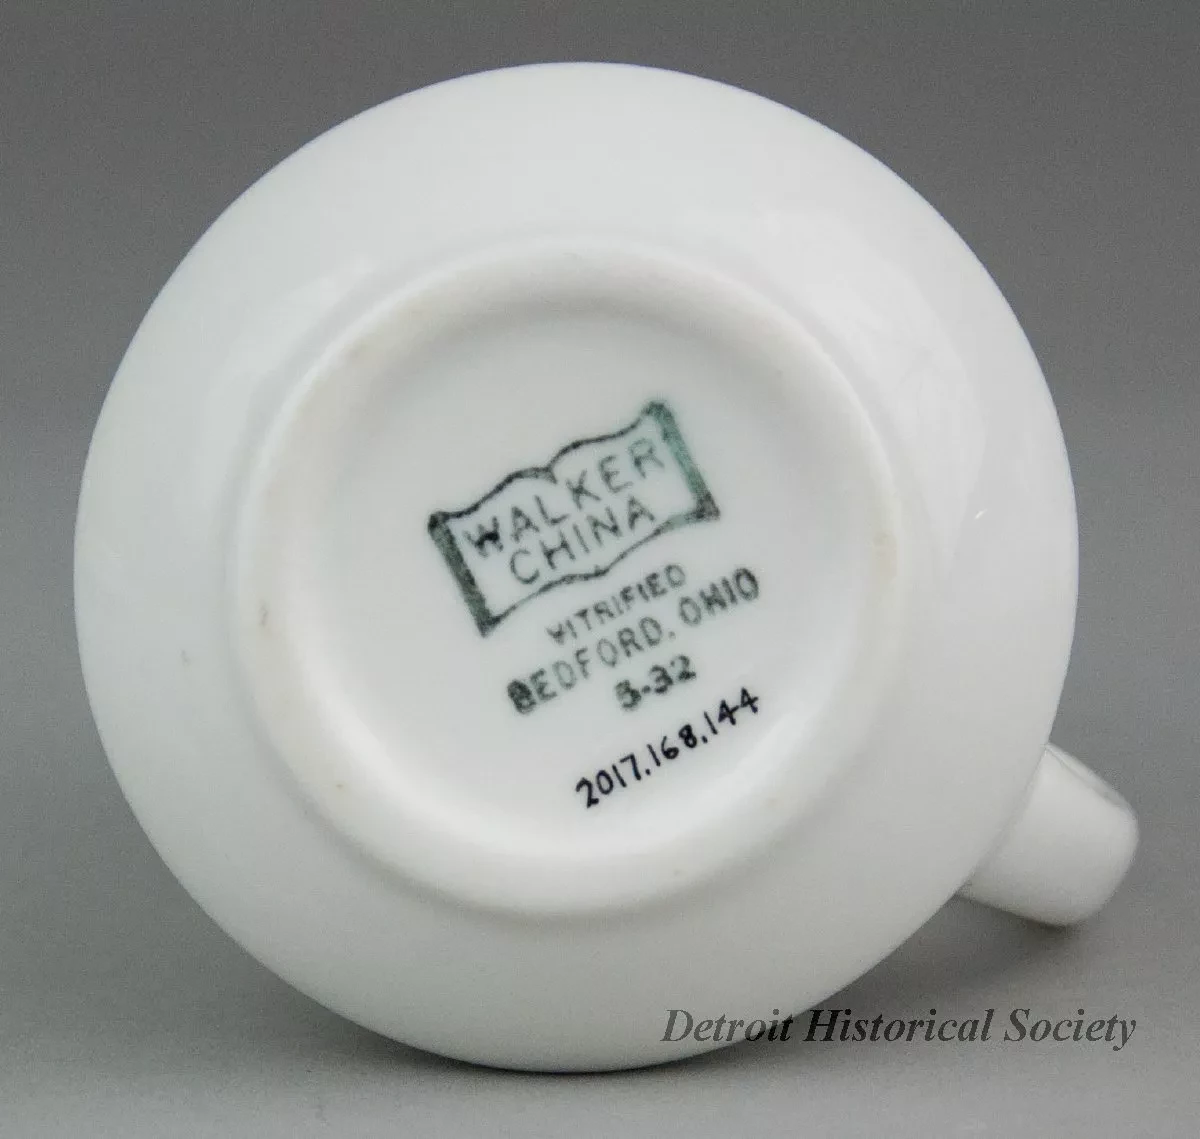 WALKER
CHINA
VITRIFIED
BEDFORD, OHIO
5-32
2017.168.144
Detroit Historical Society